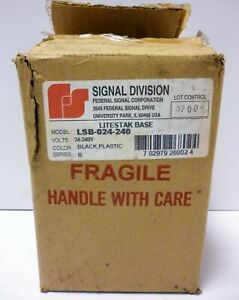 SIGNAL DIVISION
FEDERAL SIGNAL CORPORATION
2645 FEDERAL SIGNAL DRIVE
UNIVERSITY PARK, IL 60466 USA
LOT CONTROL
LITESTAK BASE
MODEL: LSB-024-240
VOLTS: 24-240V
COLOR: BLACK,PLASTIC
SERIES: B
7 82979 26802 4
FRAGILE
HANDLE WITH CARE